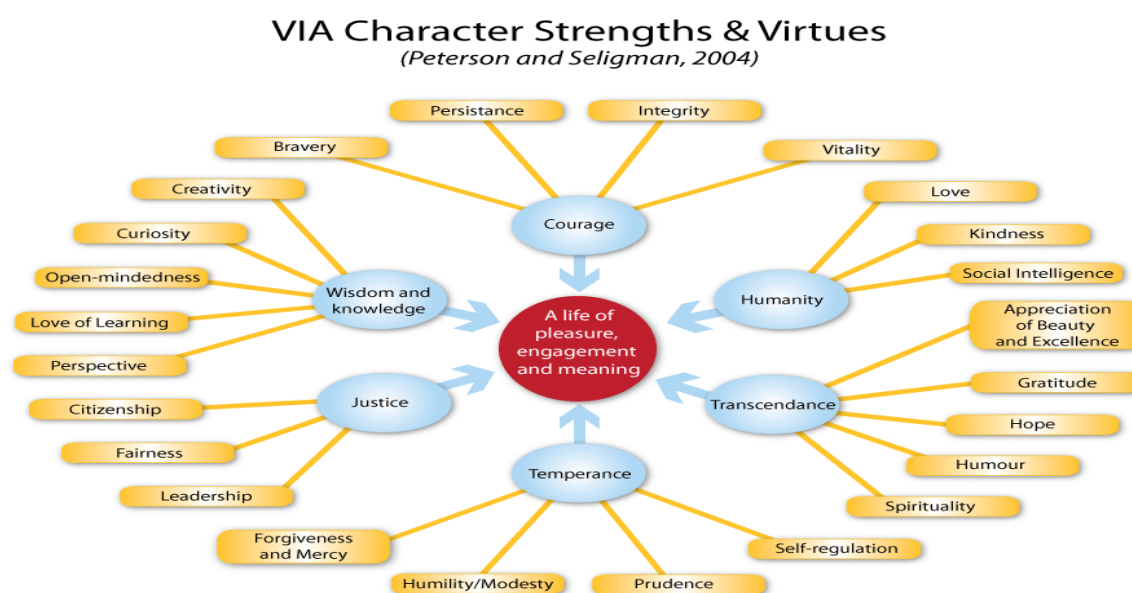 VIA Character Strengths & Virtues
(Peterson and Seligman, 2004)
Persistance
Integrity
Bravery
Vitality
Creativity
Love
Curiosity
Courage
Kindness
Open-mindedness
Social Intelligence
Wisdom and
knowledge
Humanity
Love of Learning
A life of
pleasure,
engagement
and meaning
Appreciation
of Beauty
and Excellence
Perspective
Gratitude
Citizenship
Justice
Transcendance
Hope
Fairness
Humour
Temperance
Leadership
Spirituality
Forgiveness
and Mercy
Self-regulation
Humility/Modesty
Prudence